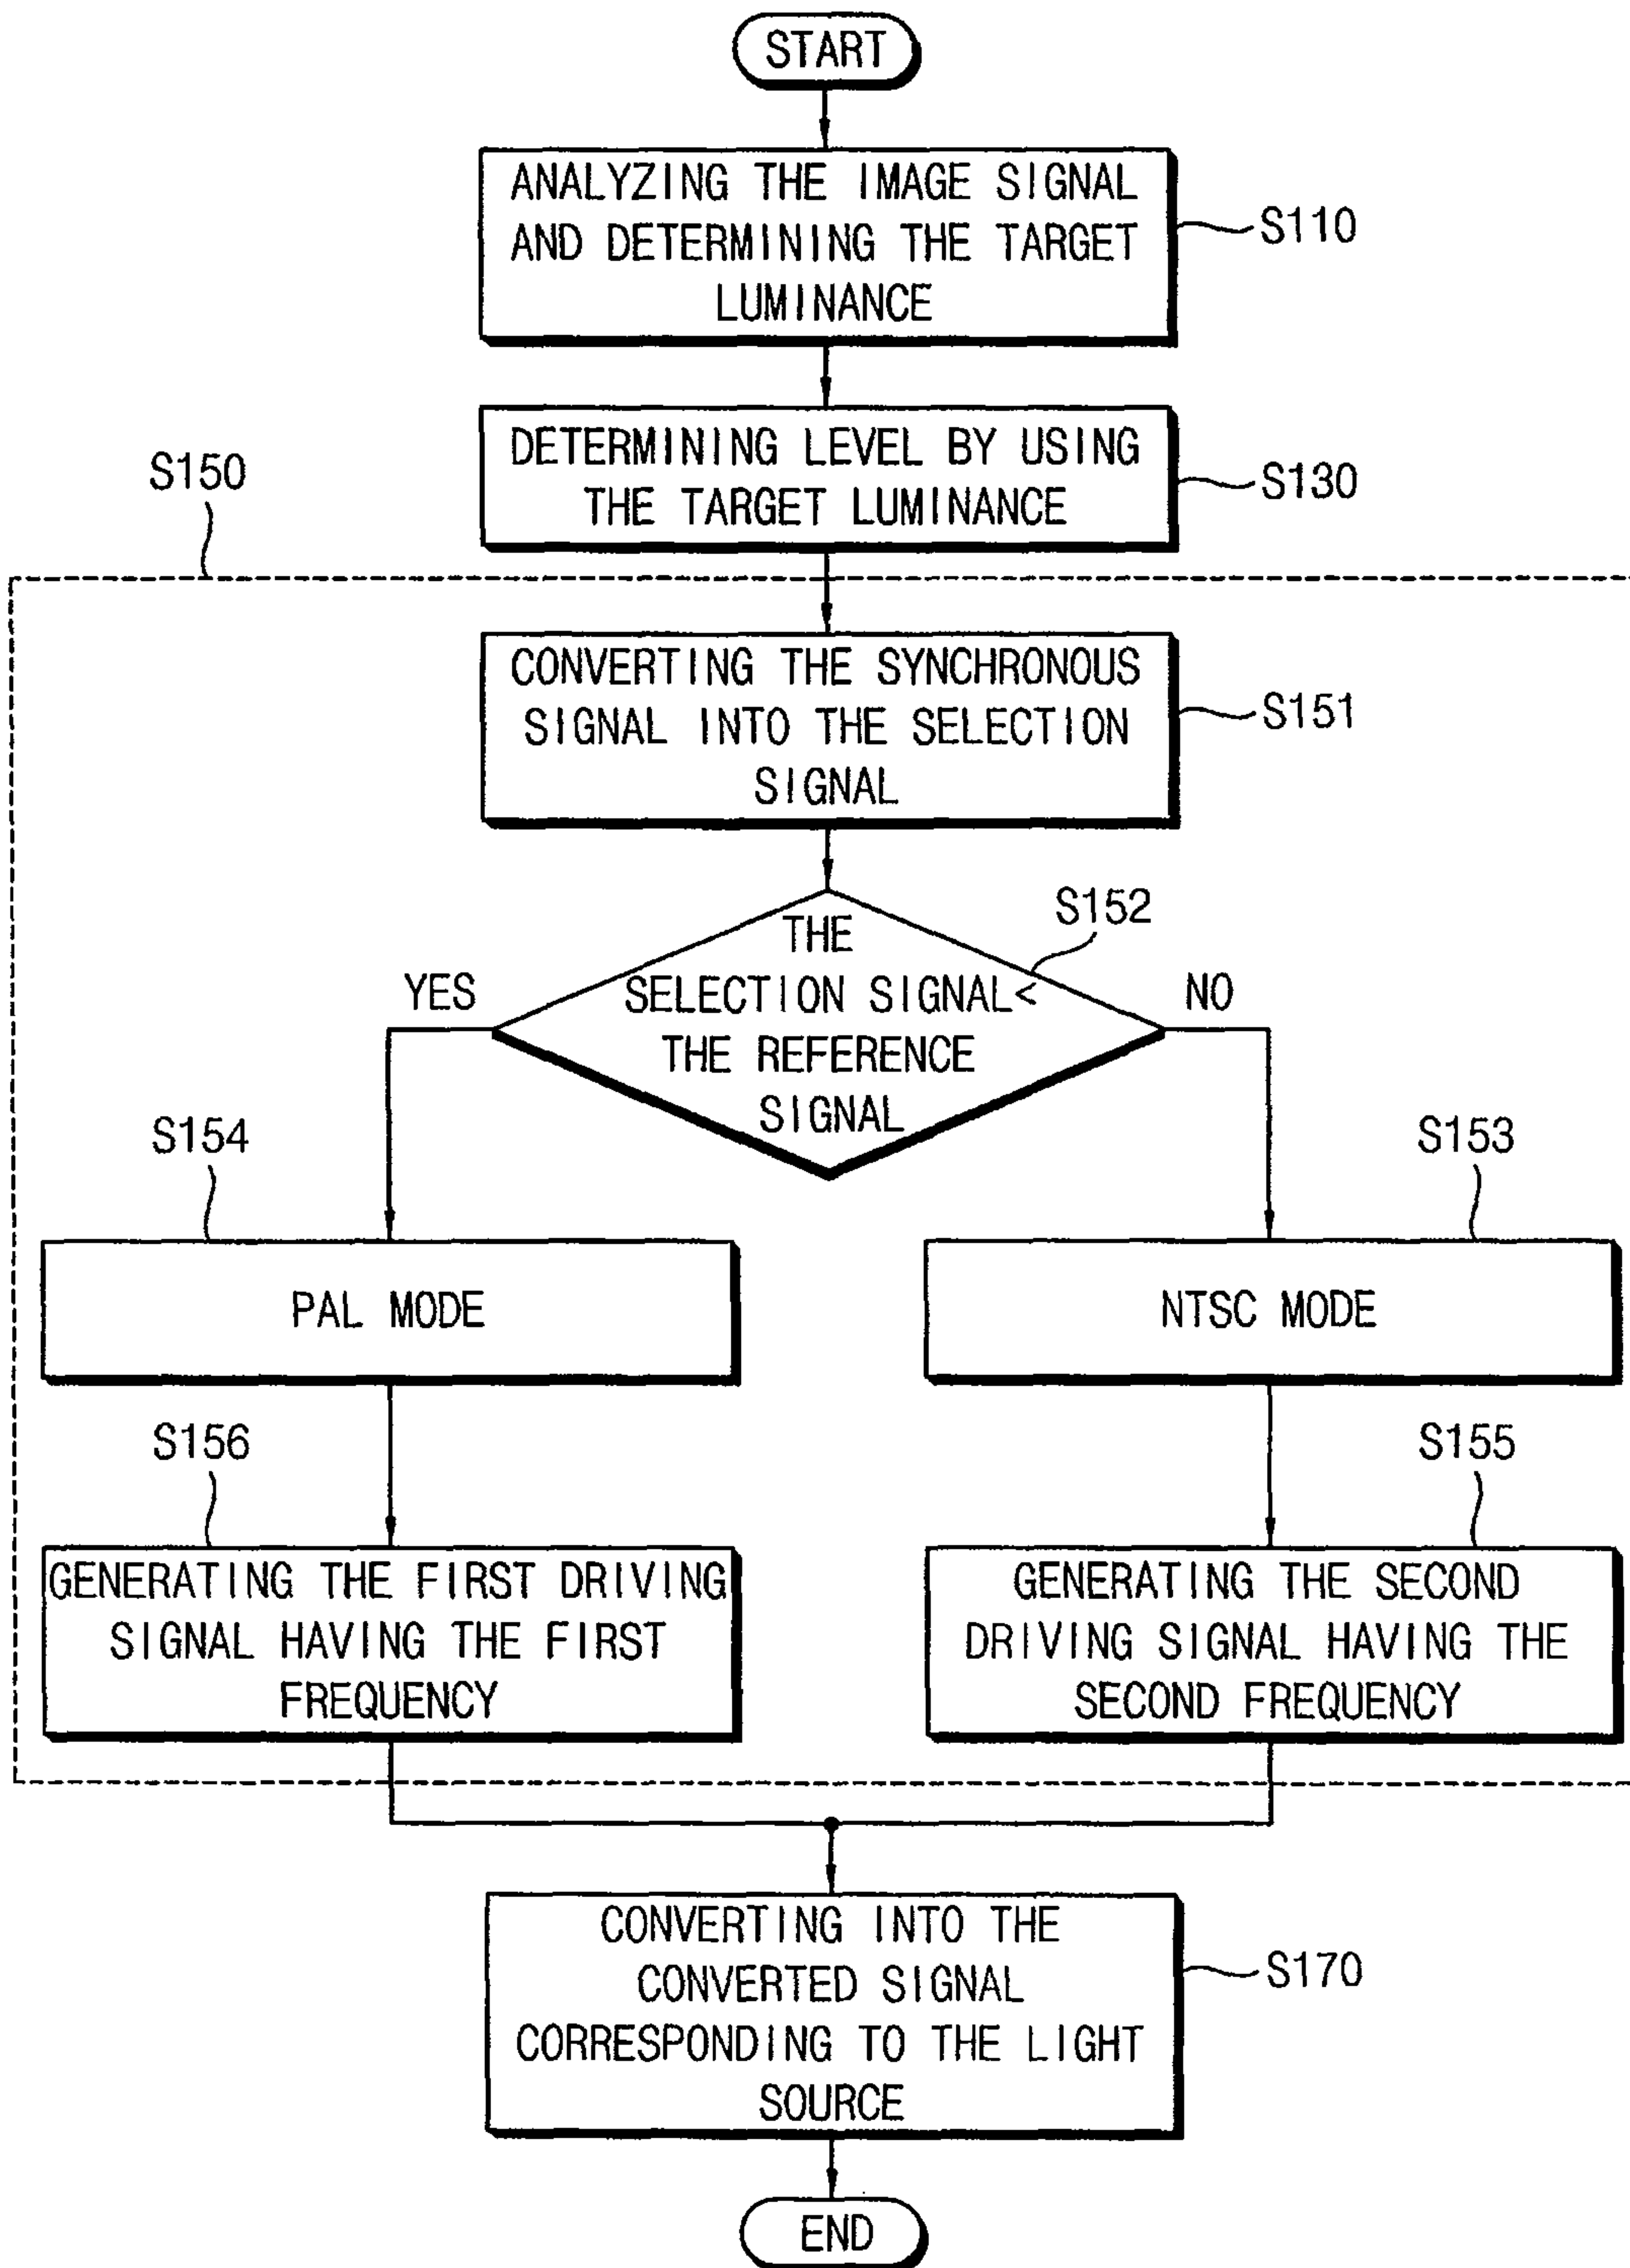 START
ANALYZING THE IMAGE SIGNAL
AND DETERMINING THE TARGET
LUMINANCE
S110
DETERMINING LEVEL BY USING
THE TARGET LUMINANCE
S130
S150
CONVERTING THE SYNCHRONOUS
SIGNAL INTO THE SELECTION
SIGNAL
S151
THE
SELECTION SIGNAL<
THE REFERENCE
SIGNAL
S152
YES
NO
S154
S153
PAL MODE
NTSC MODE
S156
S155
GENERATING THE FIRST DRIVING
SIGNAL HAVING THE FIRST
FREQUENCY
GENERATING THE SECOND
DRIVING SIGNAL HAVING THE
SECOND FREQUENCY
CONVERTING INTO THE
CONVERTED SIGNAL
CORRESPONDING TO THE LIGHT
SOURCE
S170
END